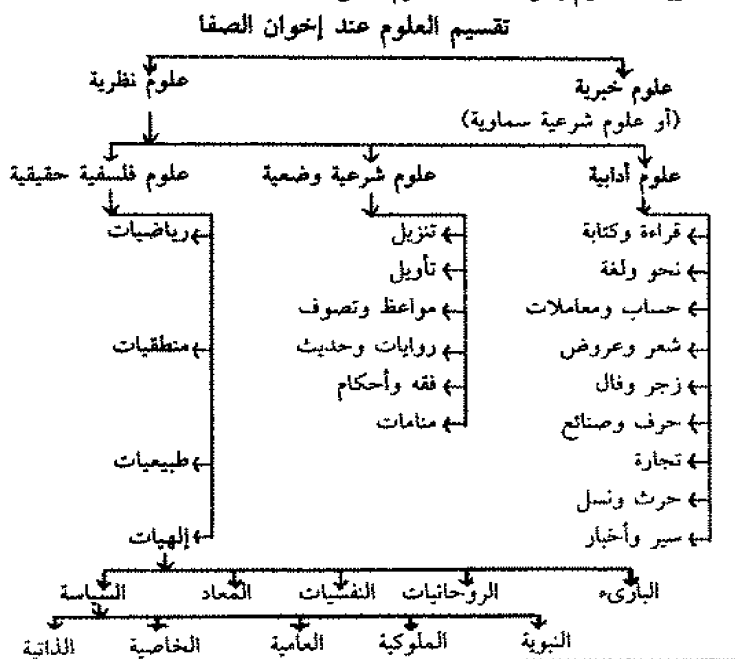 تقسيم العلوم عند إخوان الصفا
علوم خبرية علوم نظرية
(أو علوم شرعية سماوية)
علوم أدابية علوم شرعية وضعية علوم فلسفية حقيقية
قراءة وكتابة تنزيل رياضيات
نحو ولغة تأويل
حساب ومعاملات مواعظ وتصوف
شعر وعروض روايات وحديث منطقيات
زجر وفال فقه وأحكام
حرف وصنائع منامات
تجارة طبيعيات
حرث ونسل
سير وأخبار إلهيات
البارىء الروحانيات النفسيات المعاد السياسة
النبوية الملوكية العامية الخاصية الذاتية